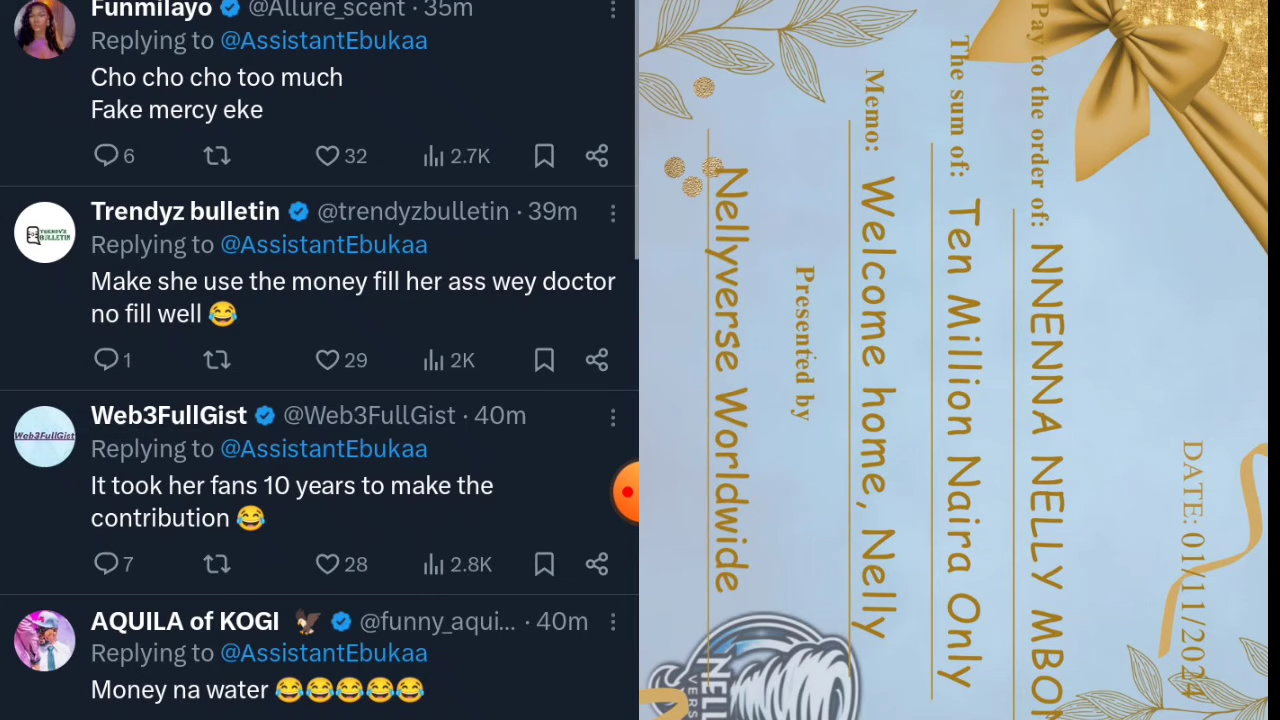 Funmilayo @Allure_scent · 35m
Replying to @AssistantEbukaa
Cho cho cho too much
Fake mercy eke
6 32 2.7K
TRENDYZ BULLETIN
Trendyz bulletin @trendyzbulletin · 39m
Replying to @AssistantEbukaa
Make she use the money fill her ass wey doctor
no fill well 😂
1 29 2K
Web3FullGist
Web3FullGist @Web3FullGist · 40m
Replying to @AssistantEbukaa
It took her fans 10 years to make the
contribution 😂
7 28 2.8K
AQUILA of KOGI 🦅 @funny_aqui... · 40m
Replying to @AssistantEbukaa
Money na water 😂😂😂😂😂
DATE: 01/11/2024
Pay to the order of: NNENNA NELLY MBON
The sum of: Ten Million Naira Only
Memo: Welcome home, Nelly
Presented by
Nellyverse Worldwide